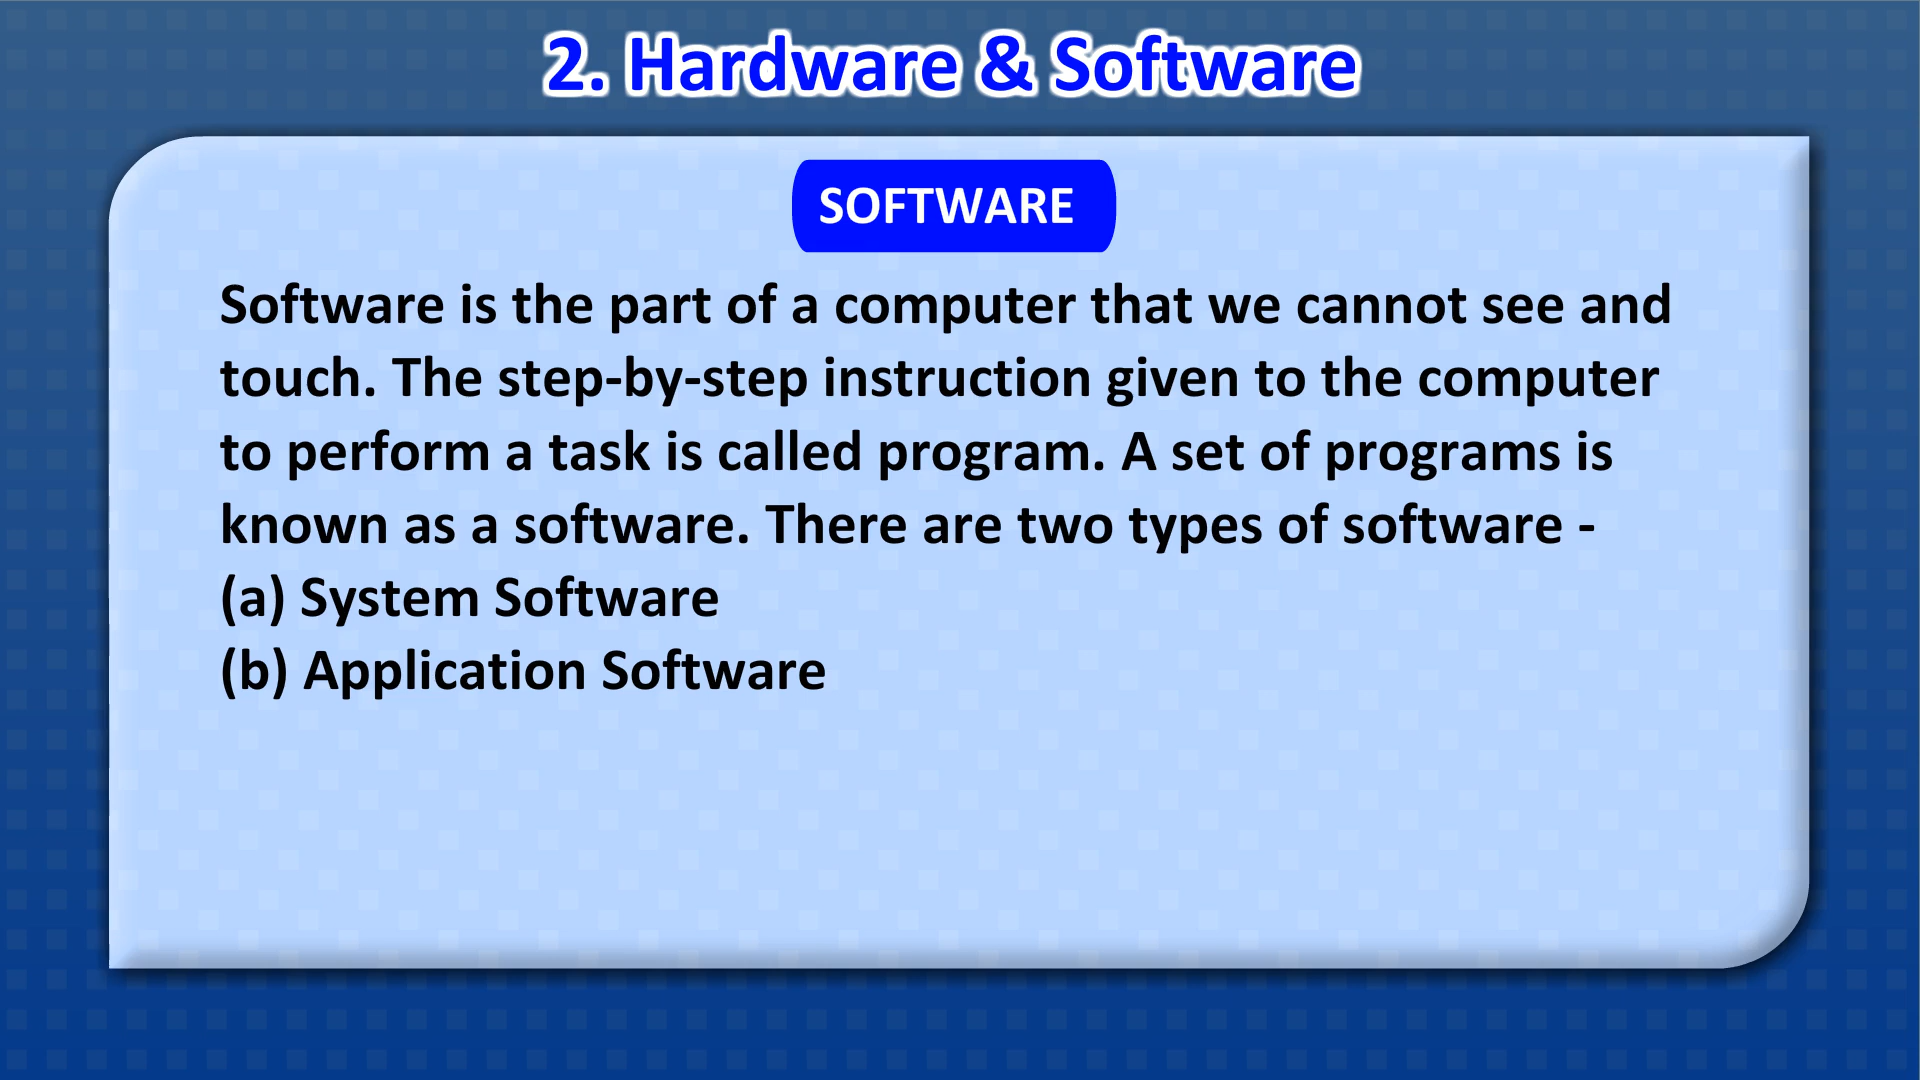 2. Hardware & Software
SOFTWARE
Software is the part of a computer that we cannot see and
touch. The step-by-step instruction given to the computer
to perform a task is called program. A set of programs is
known as a software. There are two types of software -
(a) System Software
(b) Application Software